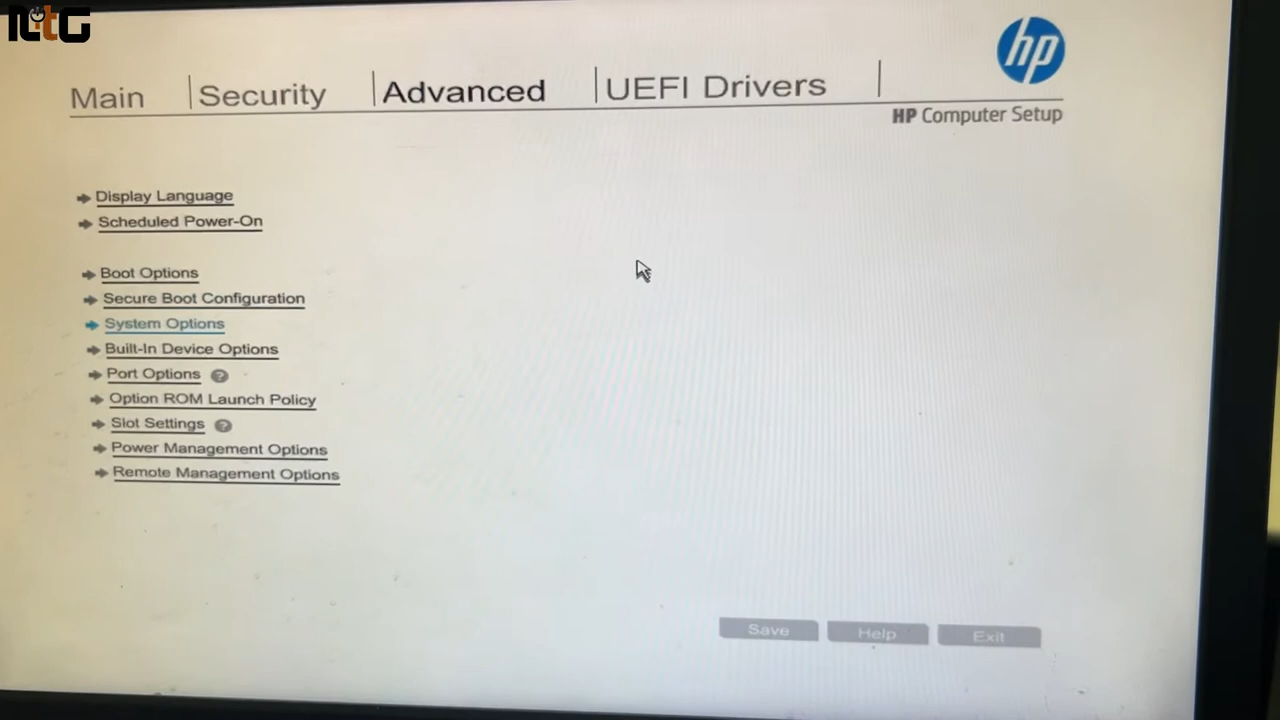 NtG
hp
Main
Security
Advanced
UEFI Drivers
HP Computer Setup
Display Language
Scheduled Power-On
Boot Options
Secure Boot Configuration
System Options
Built-In Device Options
Port Options ?
Option ROM Launch Policy
Slot Settings ?
Power Management Options
Remote Management Options
Save
Help
Exit